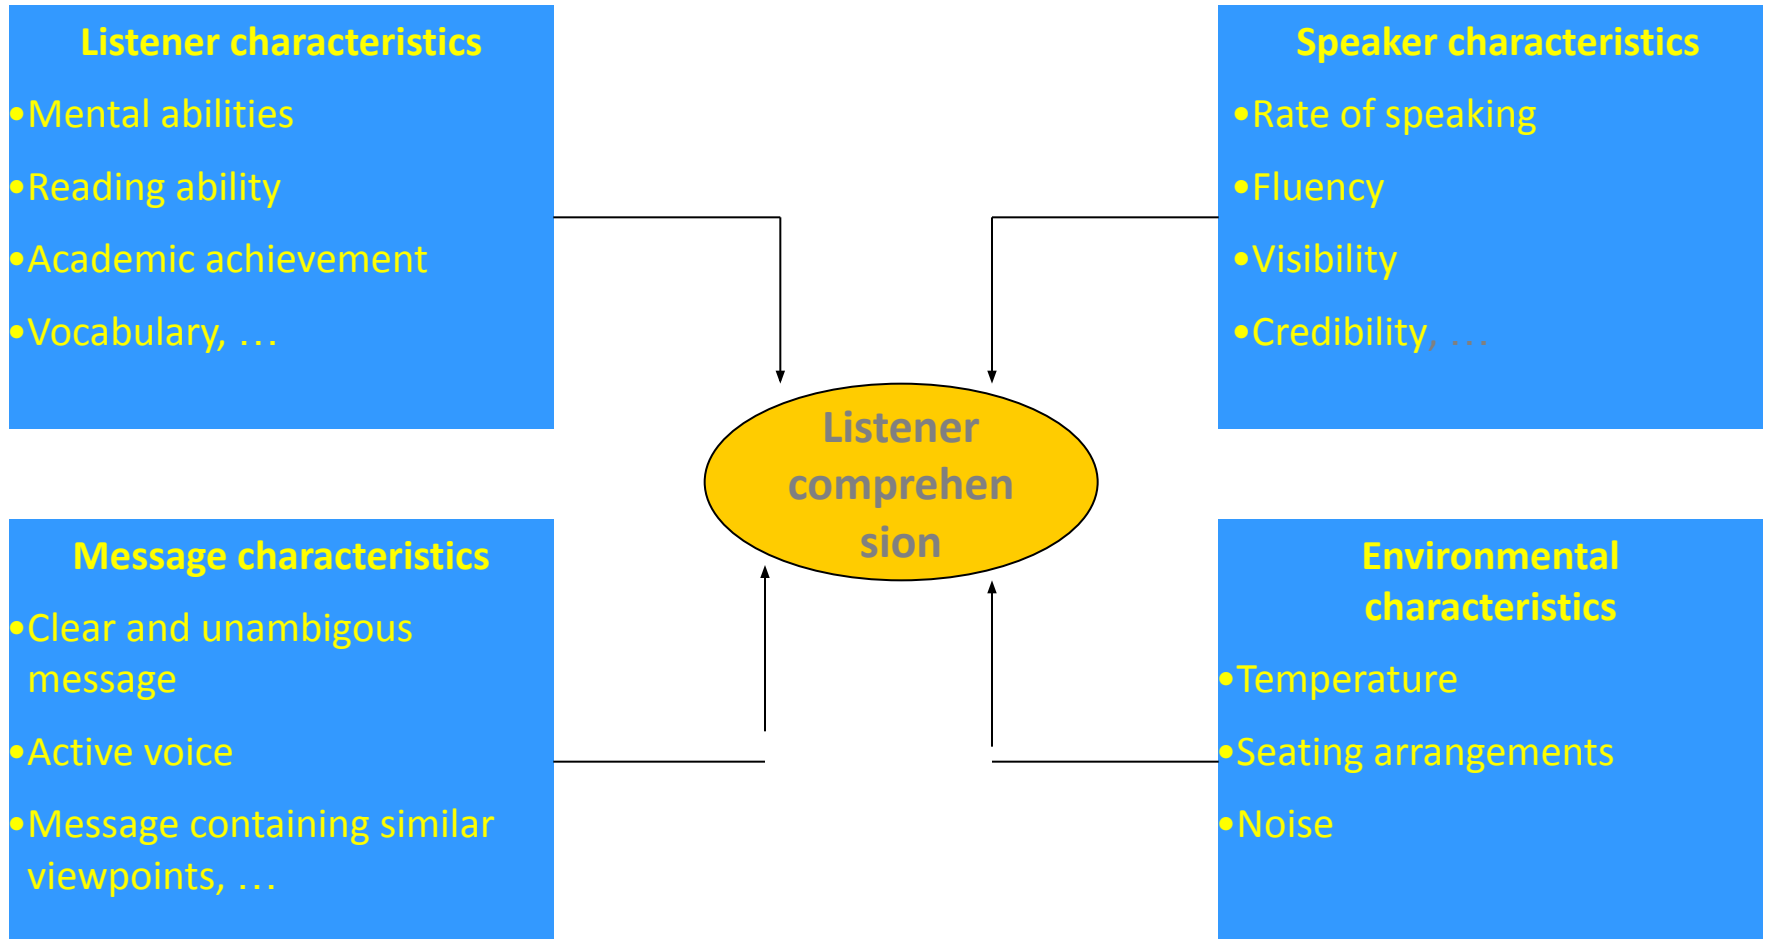 Listener characteristics
•Mental abilities
•Reading ability
•Academic achievement
•Vocabulary, …
Speaker characteristics
•Rate of speaking
•Fluency
•Visibility
•Credibility, …
Listener
comprehen
sion
Message characteristics
•Clear and unambigous
message
•Active voice
•Message containing similar
viewpoints, …
Environmental
characteristics
•Temperature
•Seating arrangements
•Noise